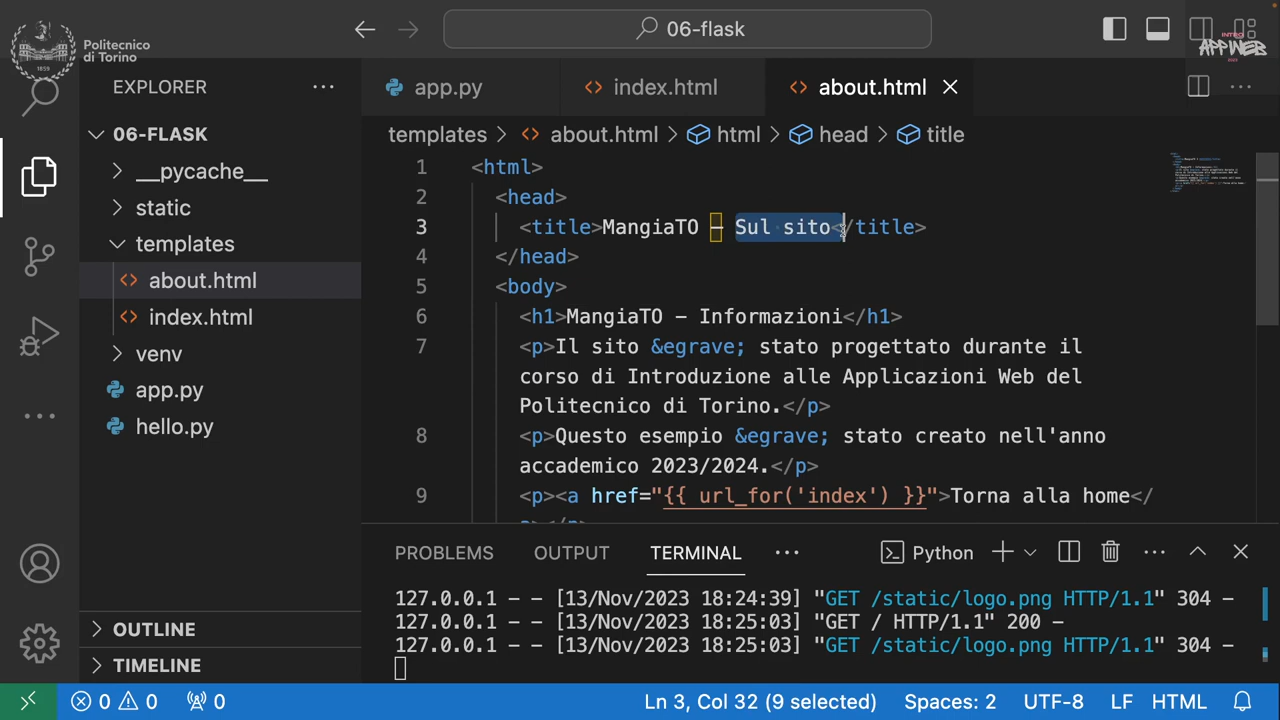 06-flask
Politecnico
di Torino
1859
INTRO
APPWEB
EXPLORER
app.py
index.html
about.html
06-FLASK
templates > about.html > html > head > title
__pycache__
static
templates
about.html
index.html
venv
app.py
hello.py
OUTLINE
TIMELINE
1 <html>
2 <head>
3 <title>MangiaTO – Sul sito</title>
4 </head>
5 <body>
6 <h1>MangiaTO - Informazioni</h1>
7 <p>Il sito &egrave; stato progettato durante il
corso di Introduzione alle Applicazioni Web del
Politecnico di Torino.</p>
8 <p>Questo esempio &egrave; stato creato nell'anno
accademico 2023/2024.</p>
9 <p><a href="{{ url_for('index') }}">Torna alla home</
a></p>
PROBLEMS OUTPUT TERMINAL ··· Python
127.0.0.1 - - [13/Nov/2023 18:24:39] "GET /static/logo.png HTTP/1.1" 304 -
127.0.0.1 - - [13/Nov/2023 18:25:03] "GET / HTTP/1.1" 200 -
127.0.0.1 - - [13/Nov/2023 18:25:03] "GET /static/logo.png HTTP/1.1" 304 -
0 0 0 Ln 3, Col 32 (9 selected) Spaces: 2 UTF-8 LF HTML